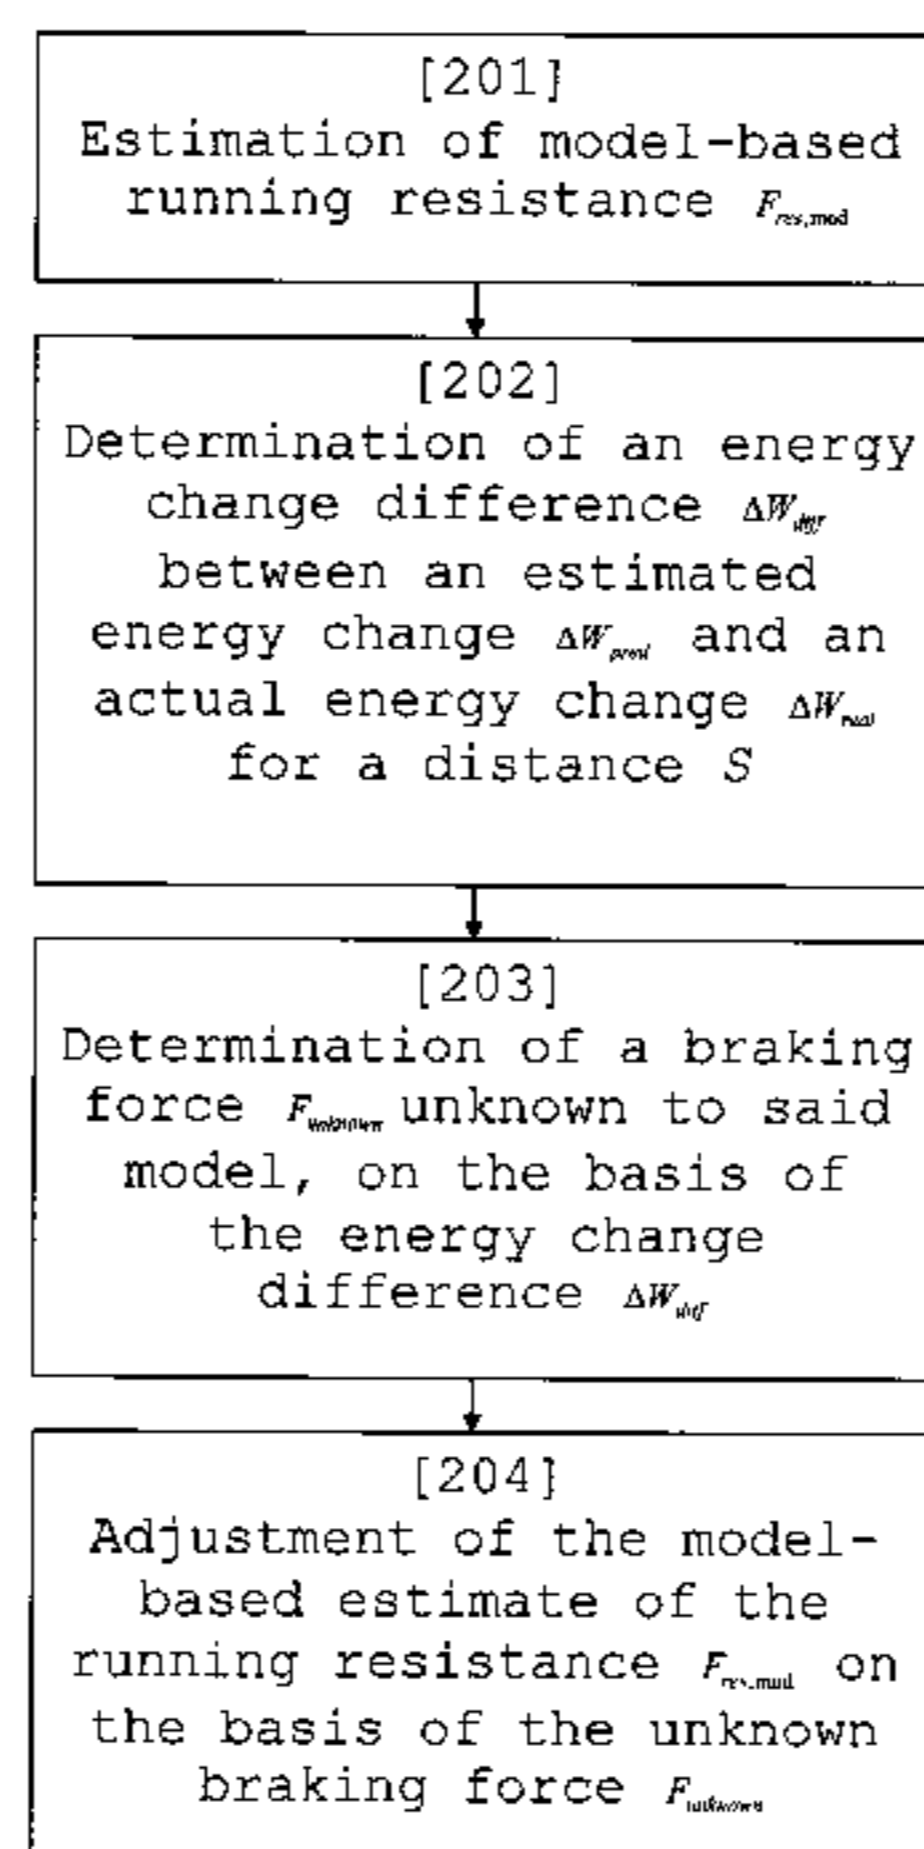 [201]
Estimation of model-based
running resistance F_res,mod
[202]
Determination of an energy
change difference ΔW_diff
between an estimated
energy change ΔW_pred and an
actual energy change ΔW_real
for a distance S
[203]
Determination of a braking
force F_unknown unknown to said
model, on the basis of
the energy change
difference ΔW_diff
[204]
Adjustment of the model-
based estimate of the
running resistance F_res,mod on
the basis of the unknown
braking force F_unknown